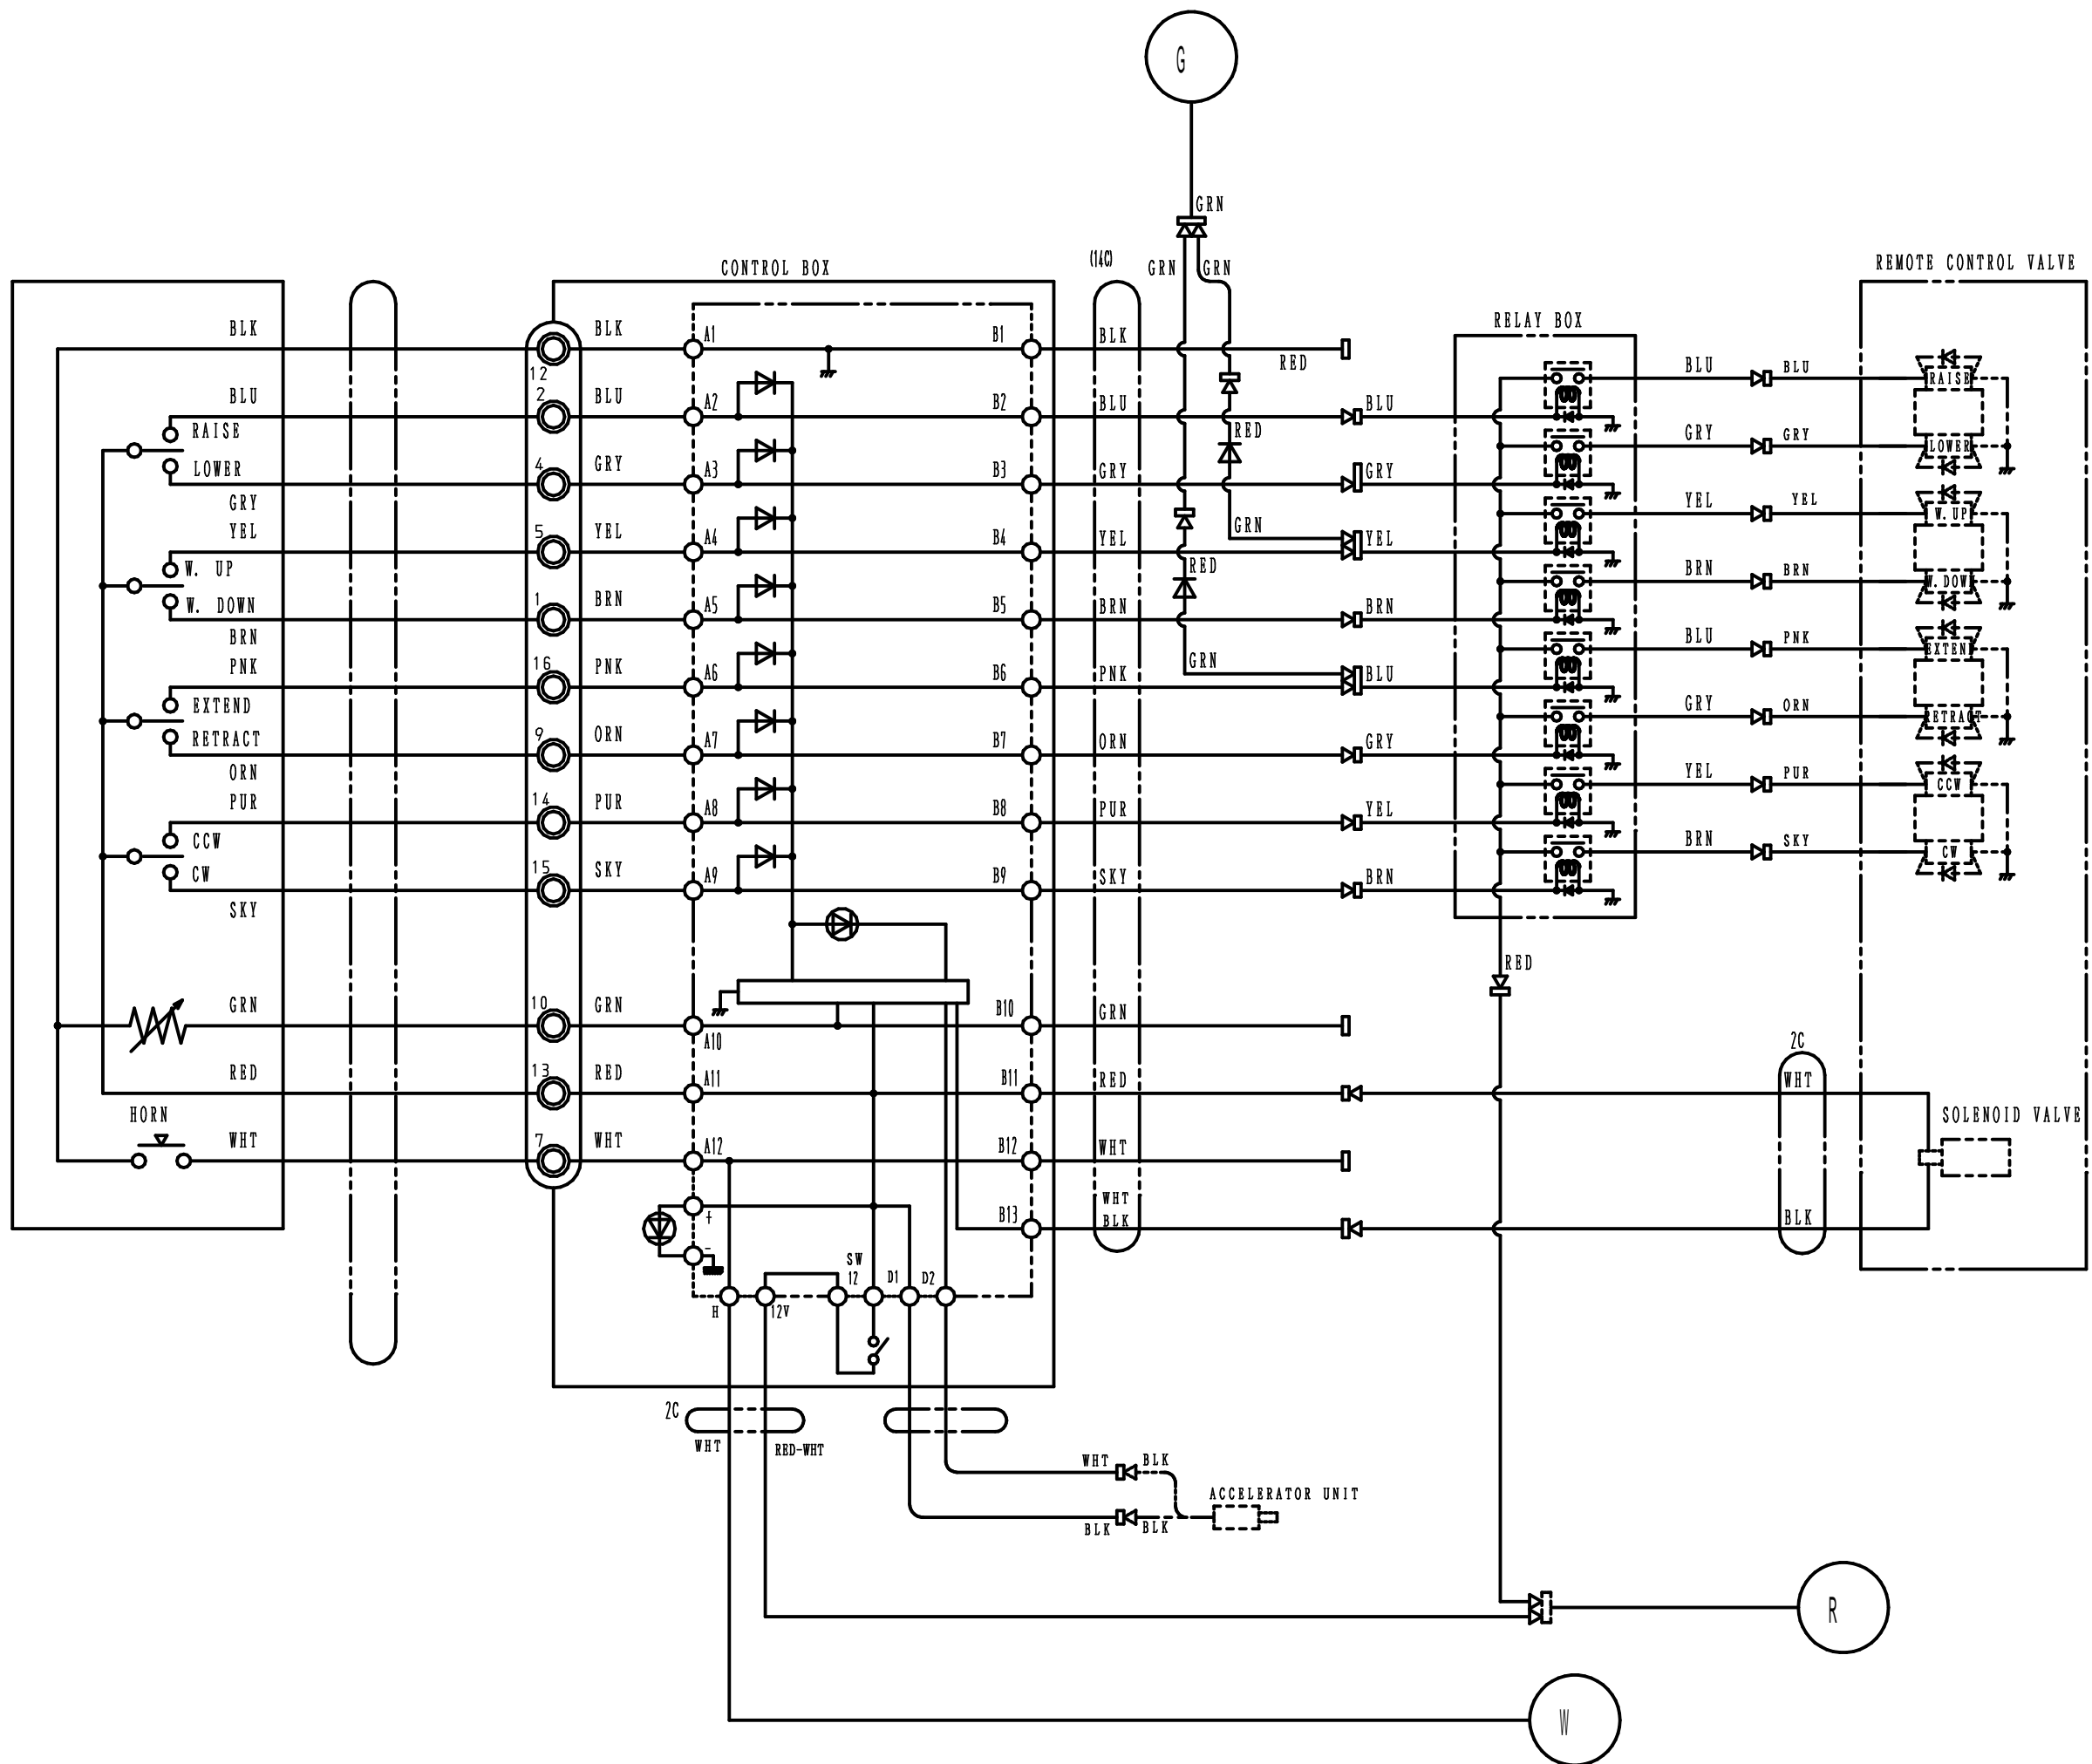 G
GRN
GRN GRN
(14C)
CONTROL BOX
REMOTE CONTROL VALVE
RELAY BOX
BLK 12 BLK A1 B1 BLK RED
BLU 2 BLU A2 B2 BLU BLU BLU BLU RAISE
RAISE
RED
LOWER 4 GRY A3 B3 GRY GRY GRY GRY LOWER
GRY
YEL 5 YEL A4 B4 YEL GRN YEL YEL YEL W. UP
W. UP
RED
W. DOWN 1 BRN A5 B5 BRN BRN BRN BRN W. DOWN
BRN
PNK 16 PNK A6 B6 PNK GRN BLU BLU PNK EXTEND
EXTEND
RETRACT 9 ORN A7 B7 ORN GRY GRY ORN RETRACT
ORN
PUR 14 PUR A8 B8 PUR YEL YEL PUR CCW
CCW
CW 15 SKY A9 B9 SKY BRN BRN SKY CW
SKY
RED
GRN 10 GRN A10 B10 GRN
2C
RED 13 RED A11 B11 RED WHT
HORN
SOLENOID VALVE
WHT 7 WHT A12 B12 WHT
WHT
+ B13 BLK BLK
-
SW
12 D1 D2
H 12V
2C
WHT RED-WHT
WHT BLK
ACCELERATOR UNIT
BLK BLK
R
W